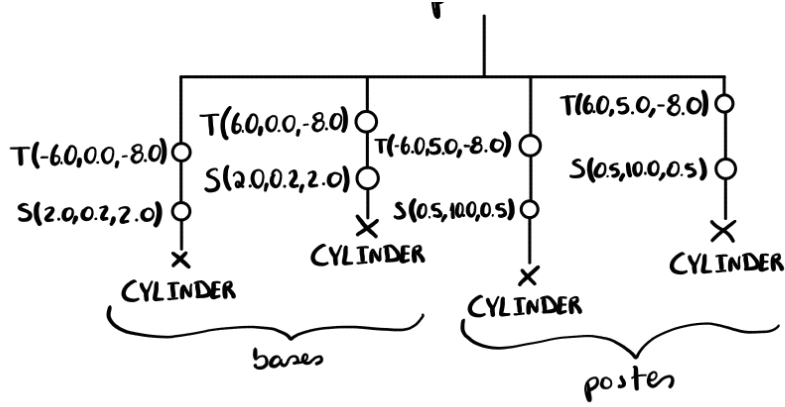 T(-6.0,0.0,-8.0)
S(2.0,0.2,2.0)
CYLINDER
T(6.0,0.0,-8.0)
S(2.0,0.2,2.0)
CYLINDER
bases
T(-6.0,5.0,-8.0)
S(0.5,10.0,0.5)
CYLINDER
T(6.0,5.0,-8.0)
S(0.5,10.0,0.5)
CYLINDER
postes